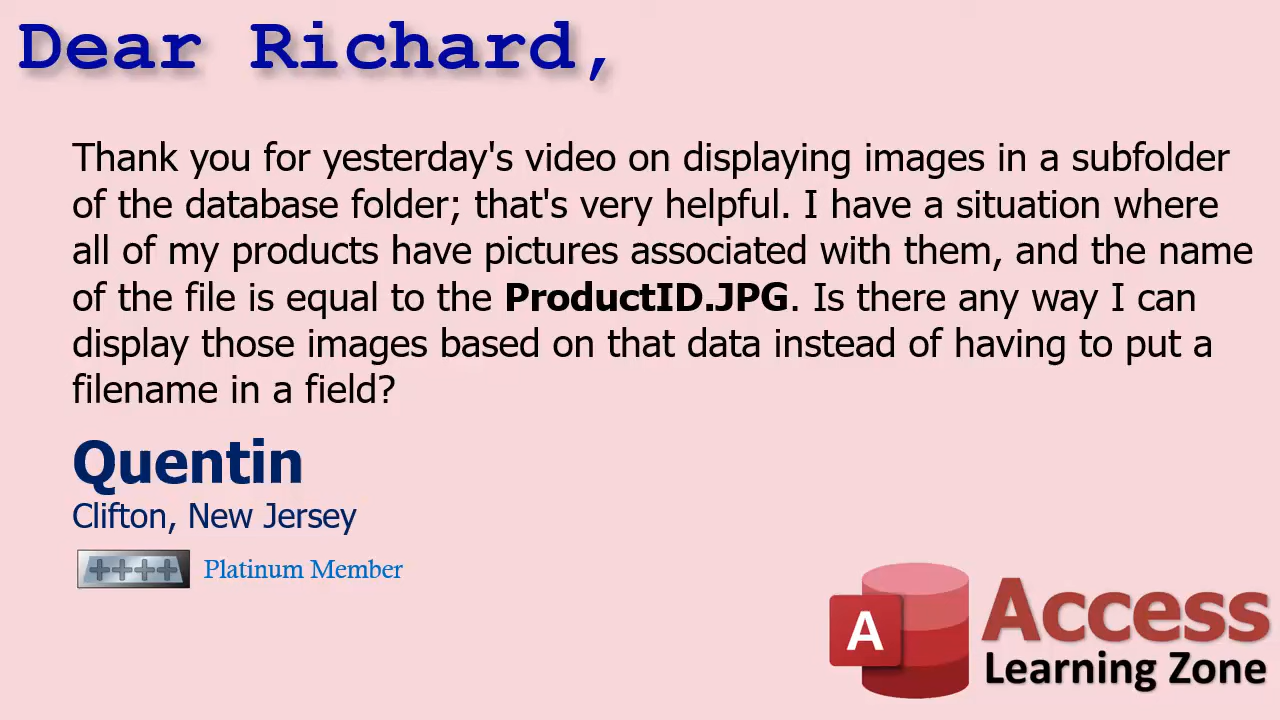 Dear Richard,
Thank you for yesterday's video on displaying images in a subfolder
of the database folder; that's very helpful. I have a situation where
all of my products have pictures associated with them, and the name
of the file is equal to the ProductID.JPG. Is there any way I can
display those images based on that data instead of having to put a
filename in a field?
Quentin
Clifton, New Jersey
Platinum Member
A
Access
Learning Zone